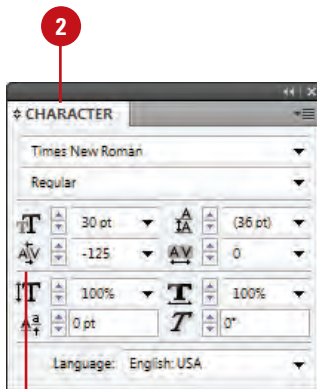 2
CHARACTER
Times New Roman
Regular
30 pt (36 pt)
-125 0
100% 100%
0 pt 0°
Language: English: USA